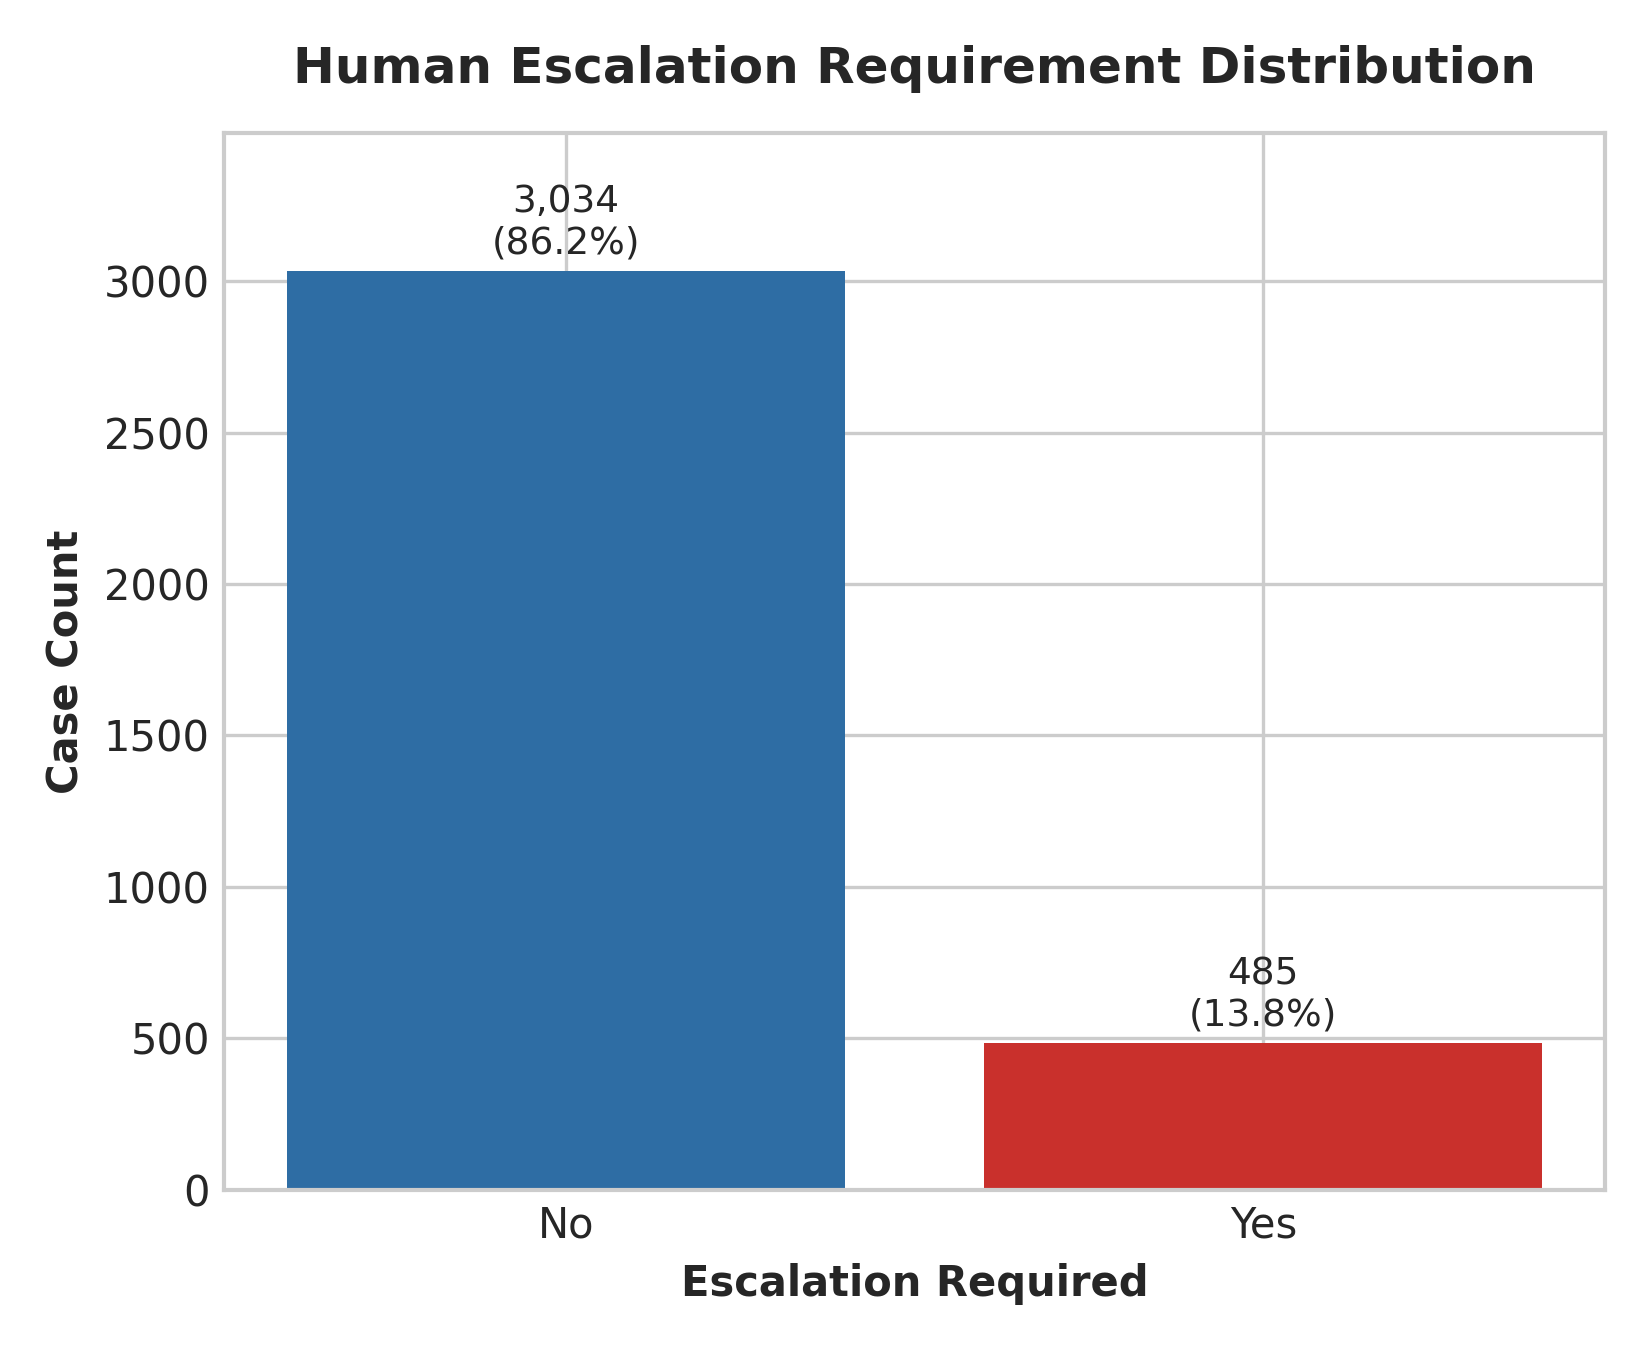 Human Escalation Requirement Distribution
3,034
(86.2%)
3000
2500
2000
1500
1000
500
0
485
(13.8%)
Case Count
No
Yes
Escalation Required